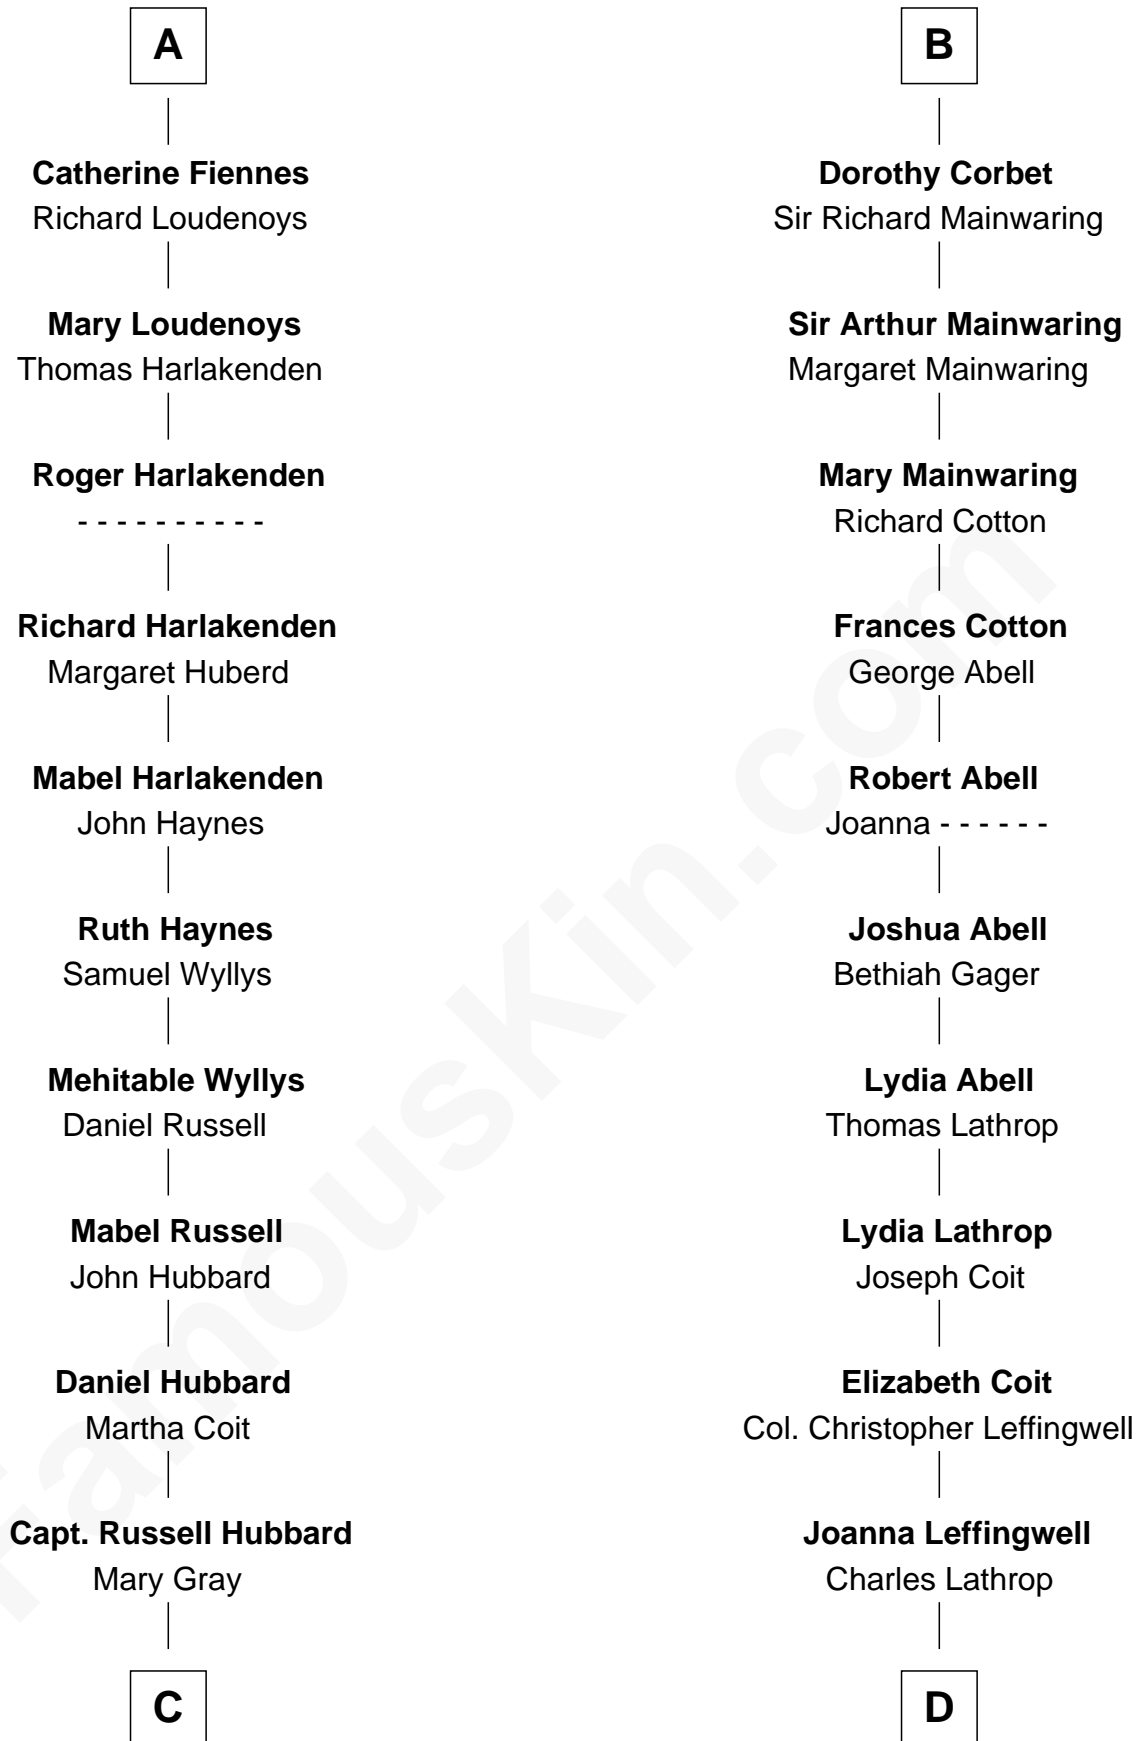 A
Catherine Fiennes
Richard Loudenoys
Mary Loudenoys
Thomas Harlakenden
Roger Harlakenden
- - - - - - - - - -
Richard Harlakenden
Margaret Huberd
Mabel Harlakenden
John Haynes
Ruth Haynes
Samuel Wyllys
Mehitable Wyllys
Daniel Russell
Mabel Russell
John Hubbard
Daniel Hubbard
Martha Coit
Capt. Russell Hubbard
Mary Gray
C
B
Dorothy Corbet
Sir Richard Mainwaring
Sir Arthur Mainwaring
Margaret Mainwaring
Mary Mainwaring
Richard Cotton
Frances Cotton
George Abell
Robert Abell
Joanna - - - - - -
Joshua Abell
Bethiah Gager
Lydia Abell
Thomas Lathrop
Lydia Lathrop
Joseph Coit
Elizabeth Coit
Col. Christopher Leffingwell
Joanna Leffingwell
Charles Lathrop
D
FamousKin.com